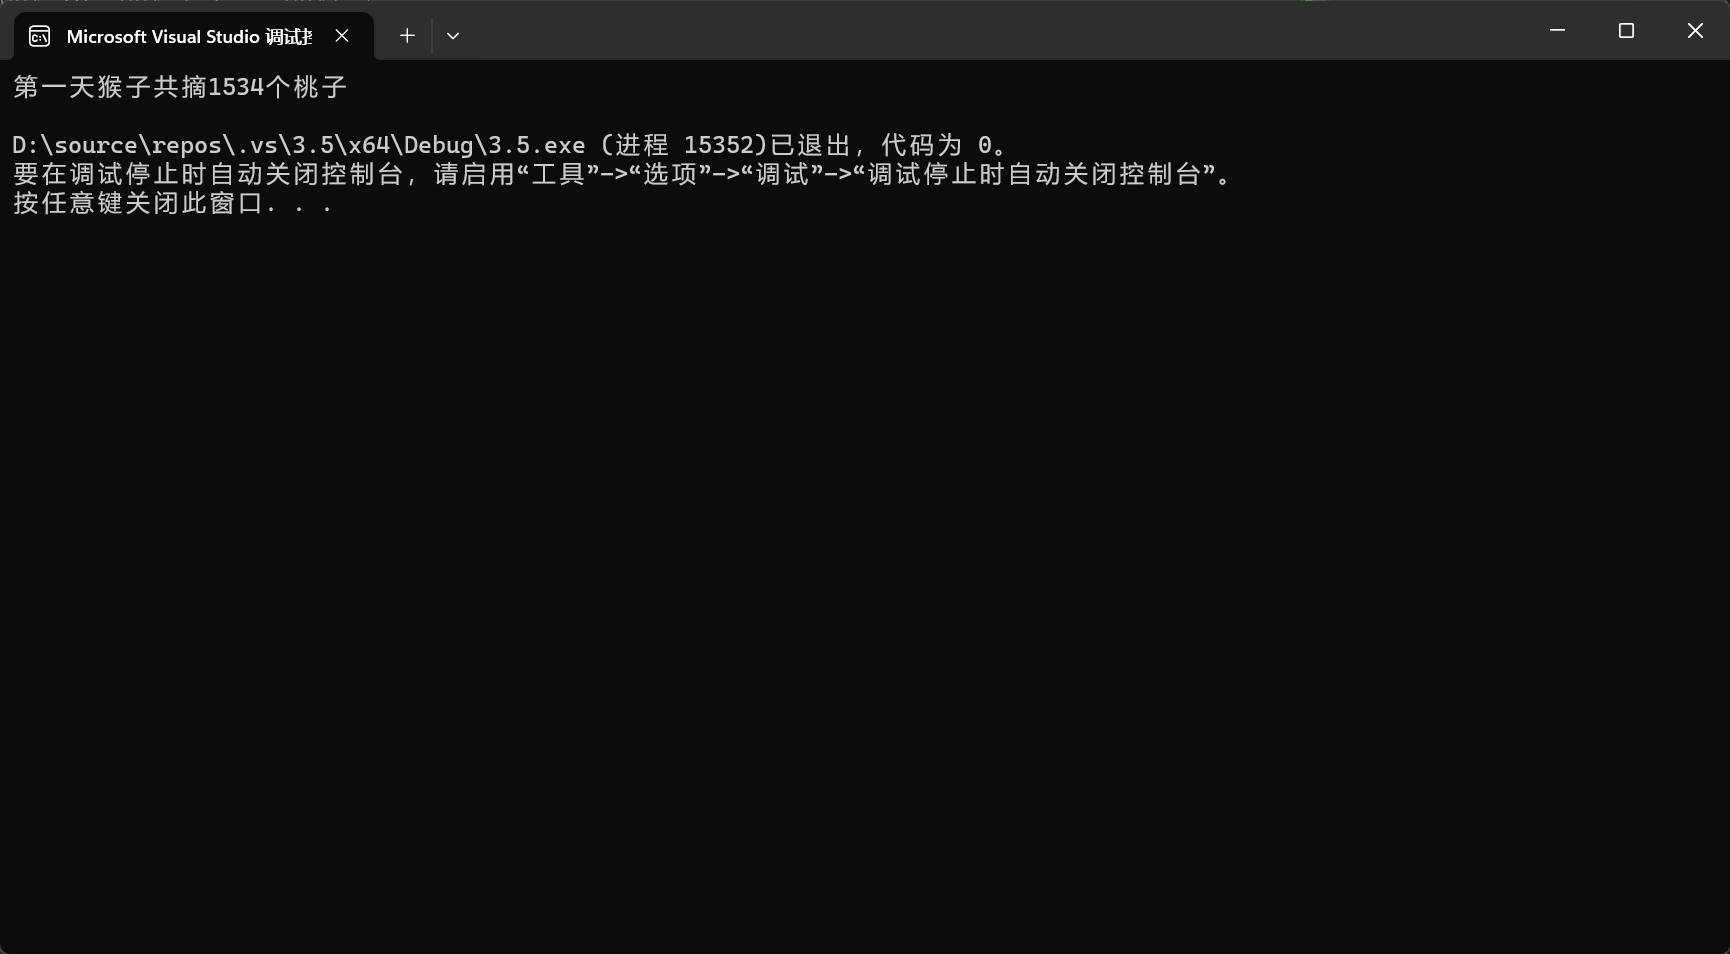 Microsoft Visual Studio 调试
第一天猴子共摘1534个桃子
D:\source\repos\.vs\3.5\x64\Debug\3.5.exe (进程 15352)已退出，代码为 0。
要在调试停止时自动关闭控制台，请启用“工具”->“选项”->“调试”->“调试停止时自动关闭控制台”。
按任意键关闭此窗口. . .